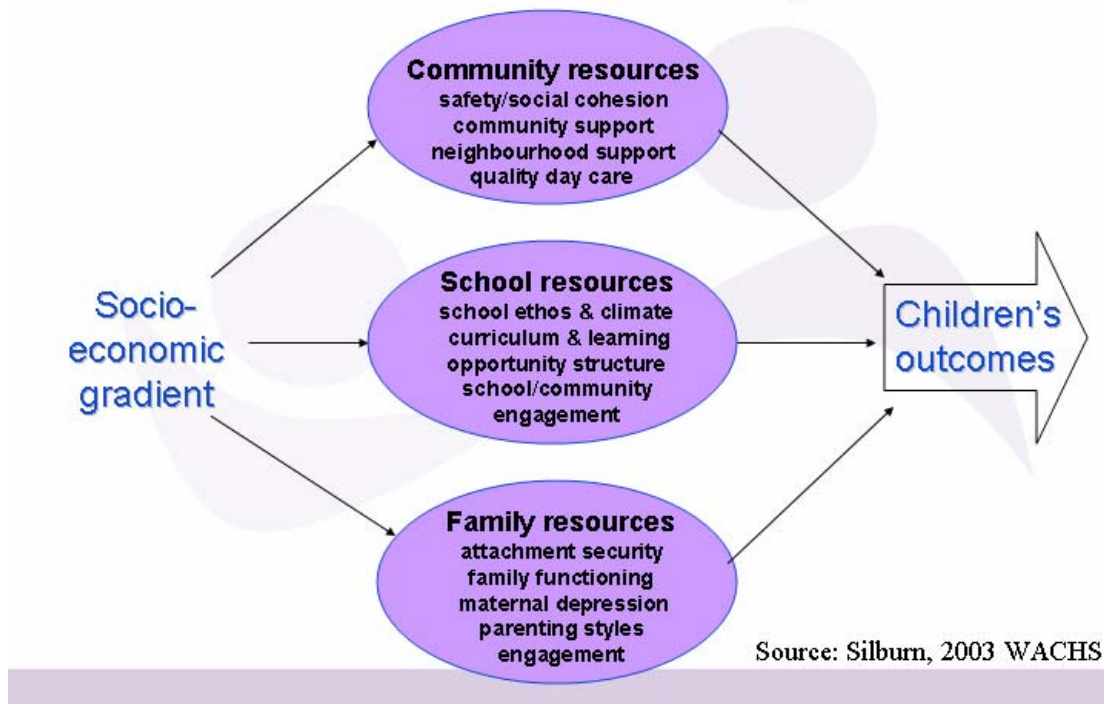 Community resources
safety/social cohesion
community support
neighbourhood support
quality day care
Socio-
economic
gradient
School resources
school ethos & climate
curriculum & learning
opportunity structure
school/community
engagement
Children's
outcomes
Family resources
attachment security
family functioning
maternal depression
parenting styles
engagement
Source: Silburn, 2003 WACHS